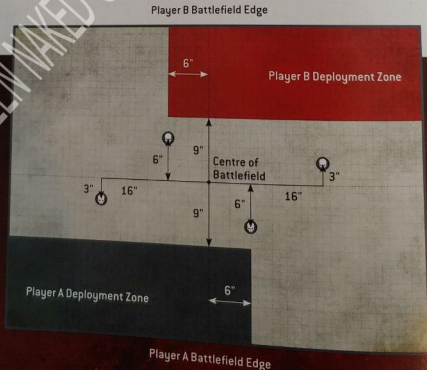 Player B Battlefield Edge
6"
Player B Deployment Zone
9"
6"
Centre of
Battlefield
3"
3"
16"
16"
6"
9"
6"
Player A Deployment Zone
Player A Battlefield Edge